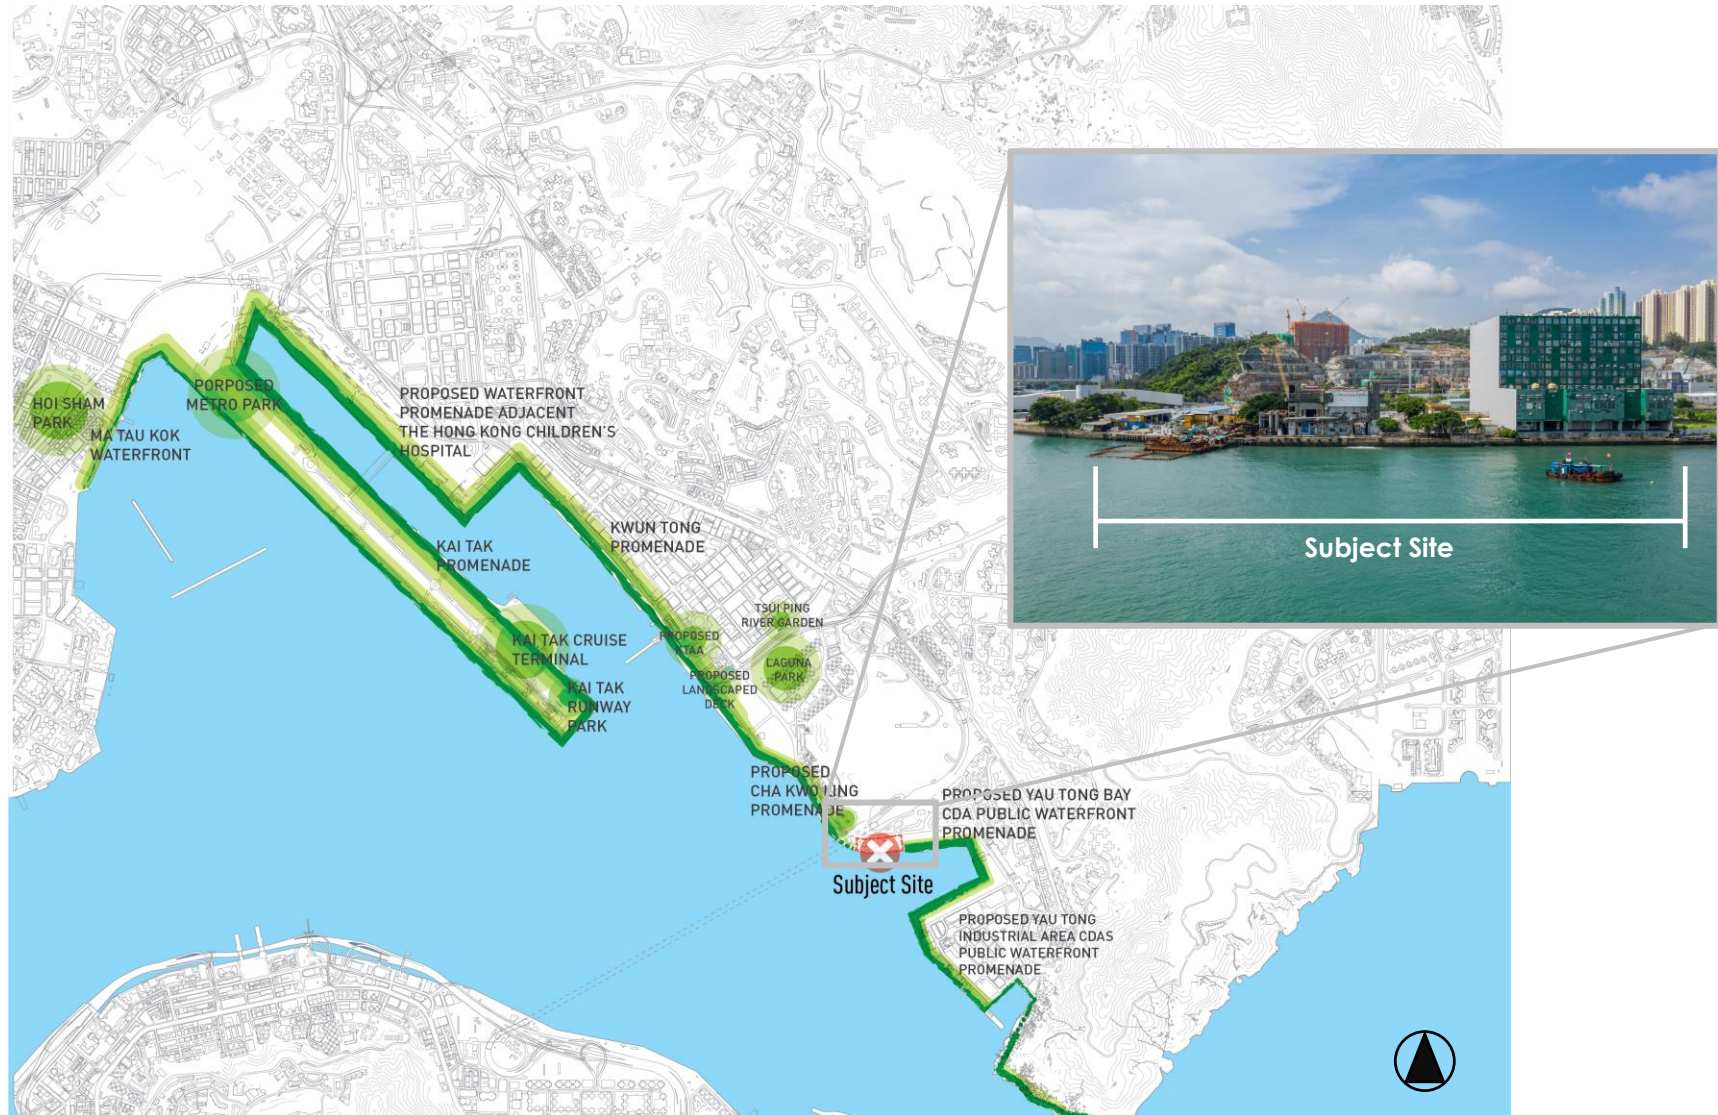 HOI SHAM
PARK
MA TAU KOK
WATERFRONT
PORPOSED
METRO PARK
PROPOSED WATERFRONT
PROMENADE ADJACENT
THE HONG KONG CHILDREN'S
HOSPITAL
KAI TAK
PROMENADE
KWUN TONG
PROMENADE
KAI TAK CRUISE
TERMINAL
KAI TAK
RUNWAY
PARK
PROPOSED
KTAA
TSUI PING
RIVER GARDEN
LAGUNA
PARK
PROPOSED
LANDSCAPED
DECK
PROPOSED
CHA KWO LING
PROMENADE
PROPOSED YAU TONG BAY
CDA PUBLIC WATERFRONT
PROMENADE
Subject Site
PROPOSED YAU TONG
INDUSTRIAL AREA CDAS
PUBLIC WATERFRONT
PROMENADE
Subject Site